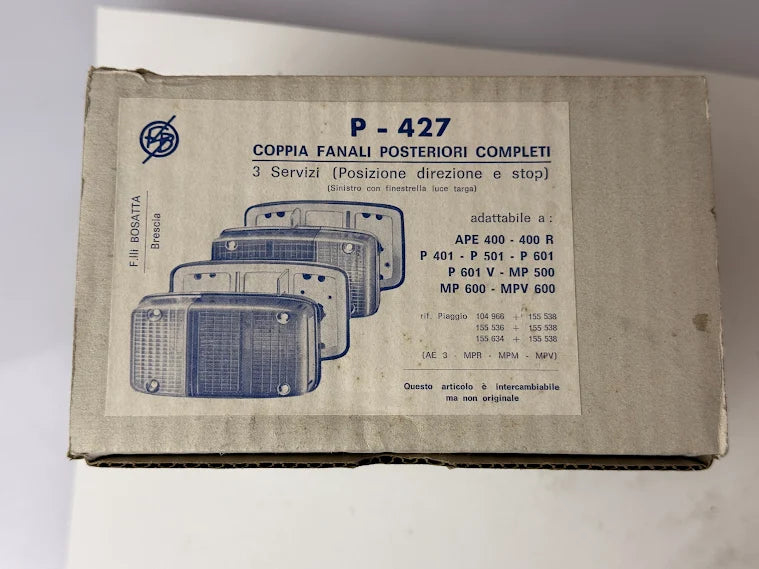 P - 427
COPPIA FANALI POSTERIORI COMPLETI
3 Servizi (Posizione direzione e stop)
(Sinistro con finestrella luce targa)
F.lli BOSATTA
Brescia
adattabile a :
APE 400 - 400 R
P 401 - P 501 - P 601
P 601 V - MP 500
MP 600 - MPV 600
rif. Piaggio 104 966 + 155 538
155 536 + 155 538
155 634 + 155 538
(AE 3 - MPR - MPM - MPV)
Questo articolo è intercambiabile
ma non originale